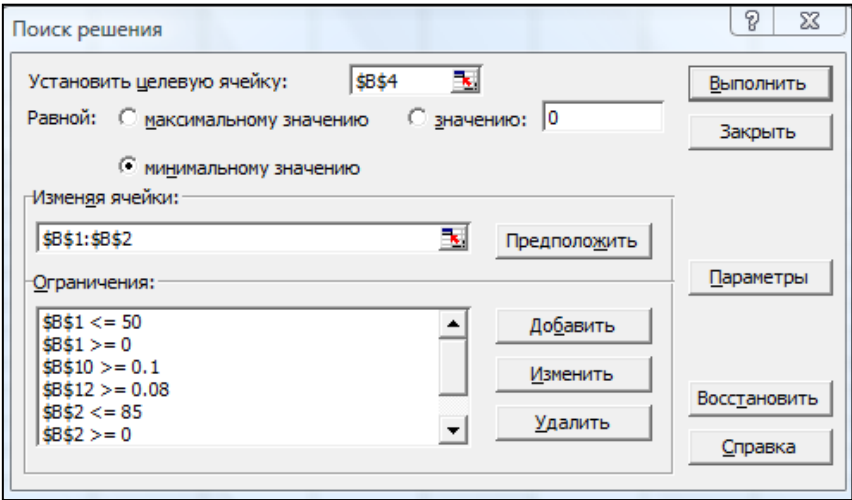 Поиск решения
Установить целевую ячейку: $B$4
Выполнить
Равной: максимальному значению значению: 0
Закрыть
минимальному значению
Изменяя ячейки:
$B$1:$B$2
Предположить
Параметры
Ограничения:
$B$1 <= 50
$B$1 >= 0
$B$10 >= 0.1
$B$12 >= 0.08
$B$2 <= 85
$B$2 >= 0
Добавить
Изменить
Удалить
Восстановить
Справка